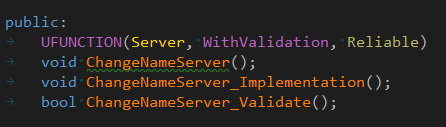 public:
UFUNCTION(Server, WithValidation, Reliable)
void ChangeNameServer();
void ChangeNameServer_Implementation();
bool ChangeNameServer_Validate();